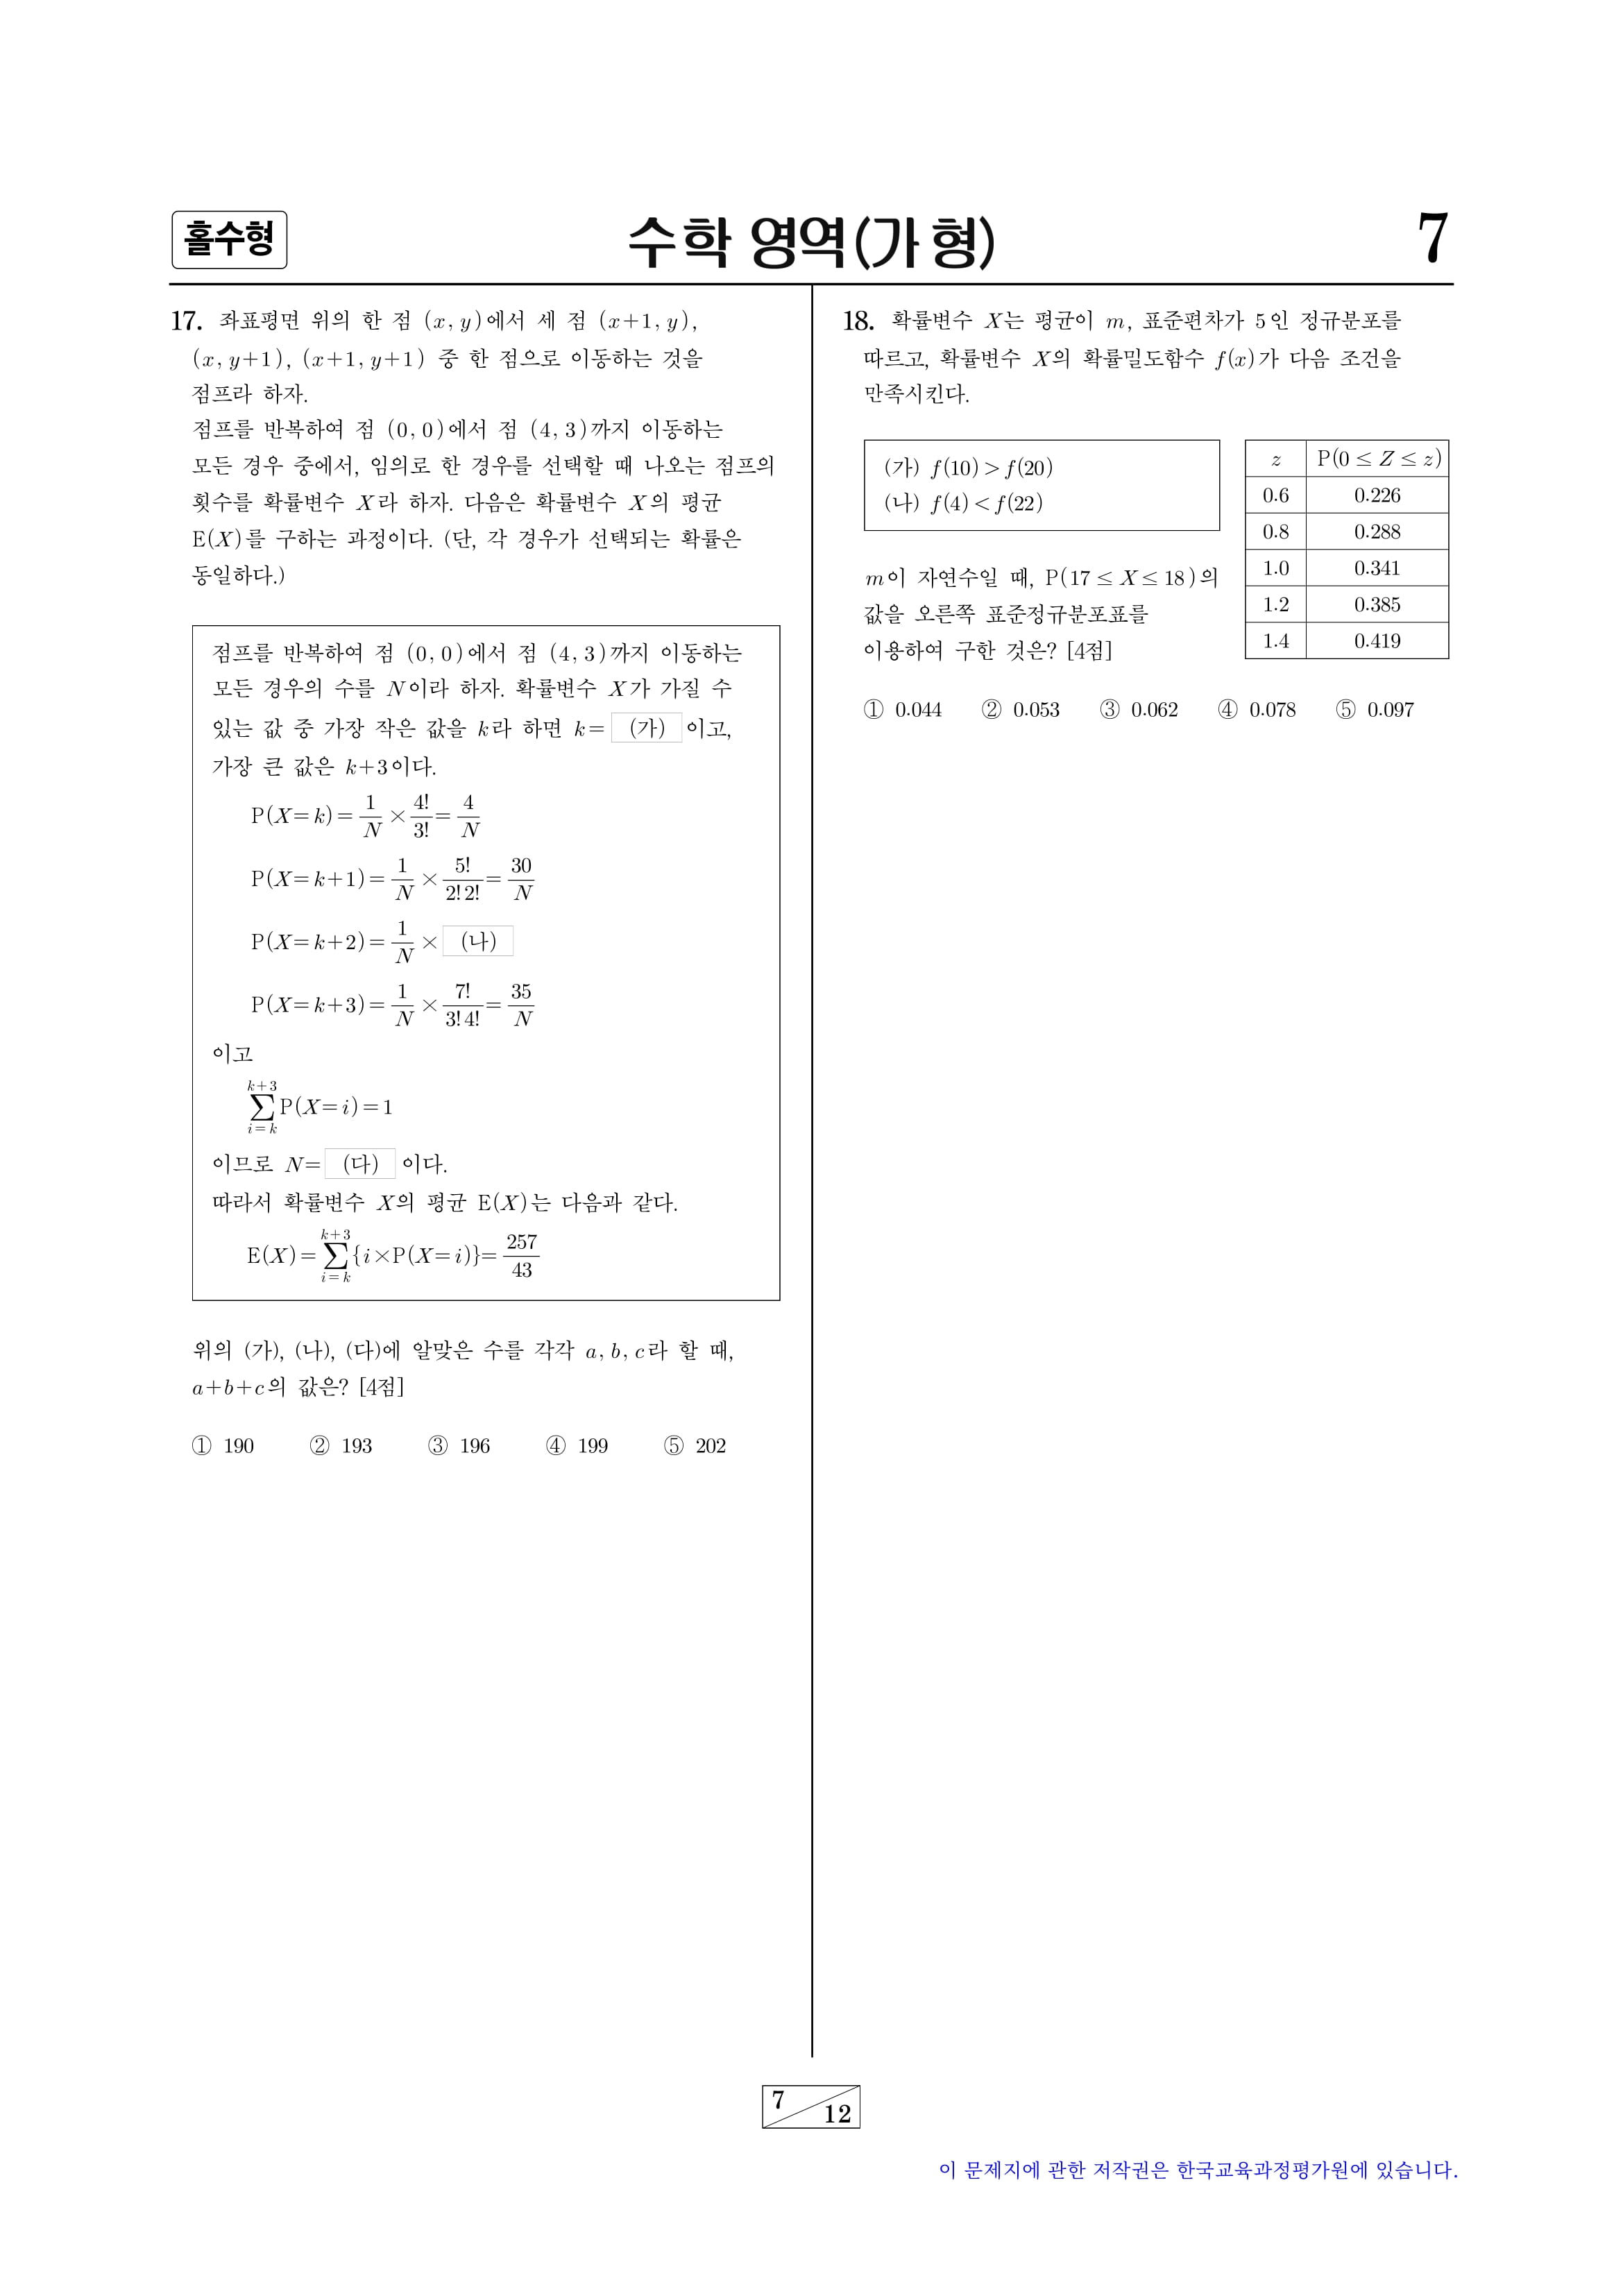 홀수형
수학 영역(가 형)
7
17. 좌표평면 위의 한 점 (x, y)에서 세 점 (x+1, y),
(x, y+1), (x+1, y+1) 중 한 점으로 이동하는 것을
점프라 하자.
점프를 반복하여 점 (0, 0)에서 점 (4, 3)까지 이동하는
모든 경우 중에서, 임의로 한 경우를 선택할 때 나오는 점프의
횟수를 확률변수 X라 하자. 다음은 확률변수 X의 평균
E(X)를 구하는 과정이다. (단, 각 경우가 선택되는 확률은
동일하다.)
점프를 반복하여 점 (0, 0)에서 점 (4, 3)까지 이동하는
모든 경우의 수를 N이라 하자. 확률변수 X가 가질 수
있는 값 중 가장 작은 값을 k라 하면 k= (가) 이고,
가장 큰 값은 k+3이다.
P(X=k) = 1/N × 4!/3! = 4/N
P(X=k+1) = 1/N × 5!/(2!2!) = 30/N
P(X=k+2) = 1/N × (나)
P(X=k+3) = 1/N × 7!/(3!4!) = 35/N
이고
∑_{i=k}^{k+3} P(X=i) = 1
이므로 N= (다) 이다.
따라서 확률변수 X의 평균 E(X)는 다음과 같다.
E(X) = ∑_{i=k}^{k+3} {i×P(X=i)} = 257/43
위의 (가), (나), (다)에 알맞은 수를 각각 a, b, c라 할 때,
a+b+c의 값은? [4점]
① 190 ② 193 ③ 196 ④ 199 ⑤ 202
18. 확률변수 X는 평균이 m, 표준편차가 5인 정규분포를
따르고, 확률변수 X의 확률밀도함수 f(x)가 다음 조건을
만족시킨다.
(가) f(10) > f(20)
(나) f(4) < f(22)
m이 자연수일 때, P(17 ≤ X ≤ 18)의
값을 오른쪽 표준정규분포표를
이용하여 구한 것은? [4점]
z P(0 ≤ Z ≤ z)
0.6 0.226
0.8 0.288
1.0 0.341
1.2 0.385
1.4 0.419
① 0.044 ② 0.053 ③ 0.062 ④ 0.078 ⑤ 0.097
7
12
이 문제지에 관한 저작권은 한국교육과정평가원에 있습니다.